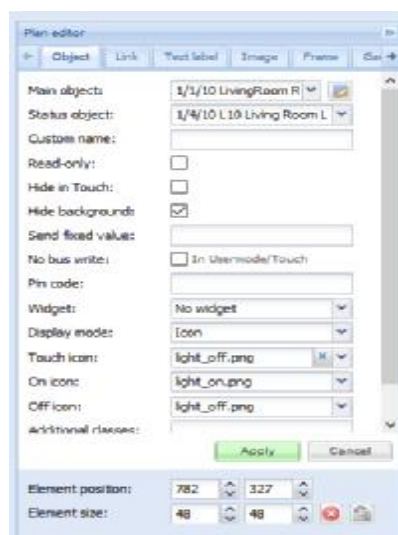 Plan editor
Object Link Text label Image Frame
Main object: 1/1/10 LivingRoom R
Status object: 1/4/10 L10 Living Room L
Custom name:
Read-only:
Hide in Touch:
Hide background:
Send fixed value:
No bus write: In Usermode/Touch
Pin code:
Widget: No widget
Display mode: Icon
Touch icon: light_off.png
On icon: light_on.png
Off icon: light_off.png
Additional classes:
Apply Cancel
Element position: 782 327
Element size: 48 48